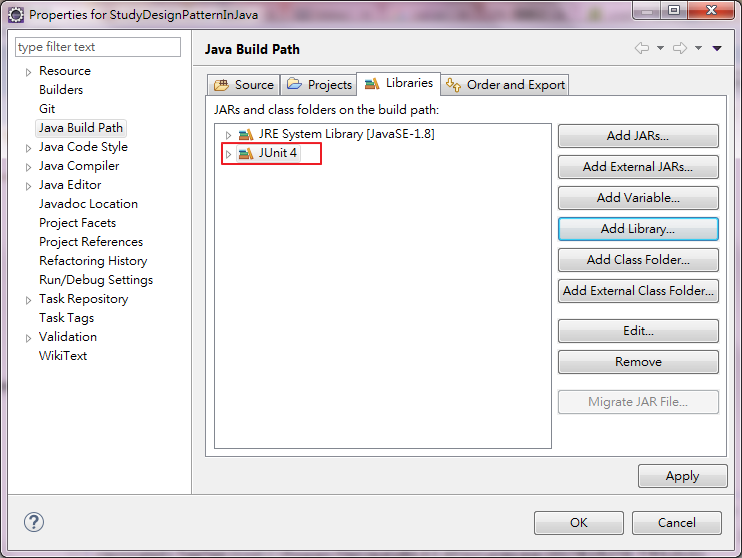 Properties for StudyDesignPatternInJava
type filter text
Resource
Builders
Git
Java Build Path
Java Code Style
Java Compiler
Java Editor
Javadoc Location
Project Facets
Project References
Refactoring History
Run/Debug Settings
Task Repository
Task Tags
Validation
WikiText
Java Build Path
Source
Projects
Libraries
Order and Export
JARs and class folders on the build path:
JRE System Library [JavaSE-1.8]
JUnit 4
Add JARs...
Add External JARs...
Add Variable...
Add Library...
Add Class Folder...
Add External Class Folder...
Edit...
Remove
Migrate JAR File...
Apply
?
OK
Cancel